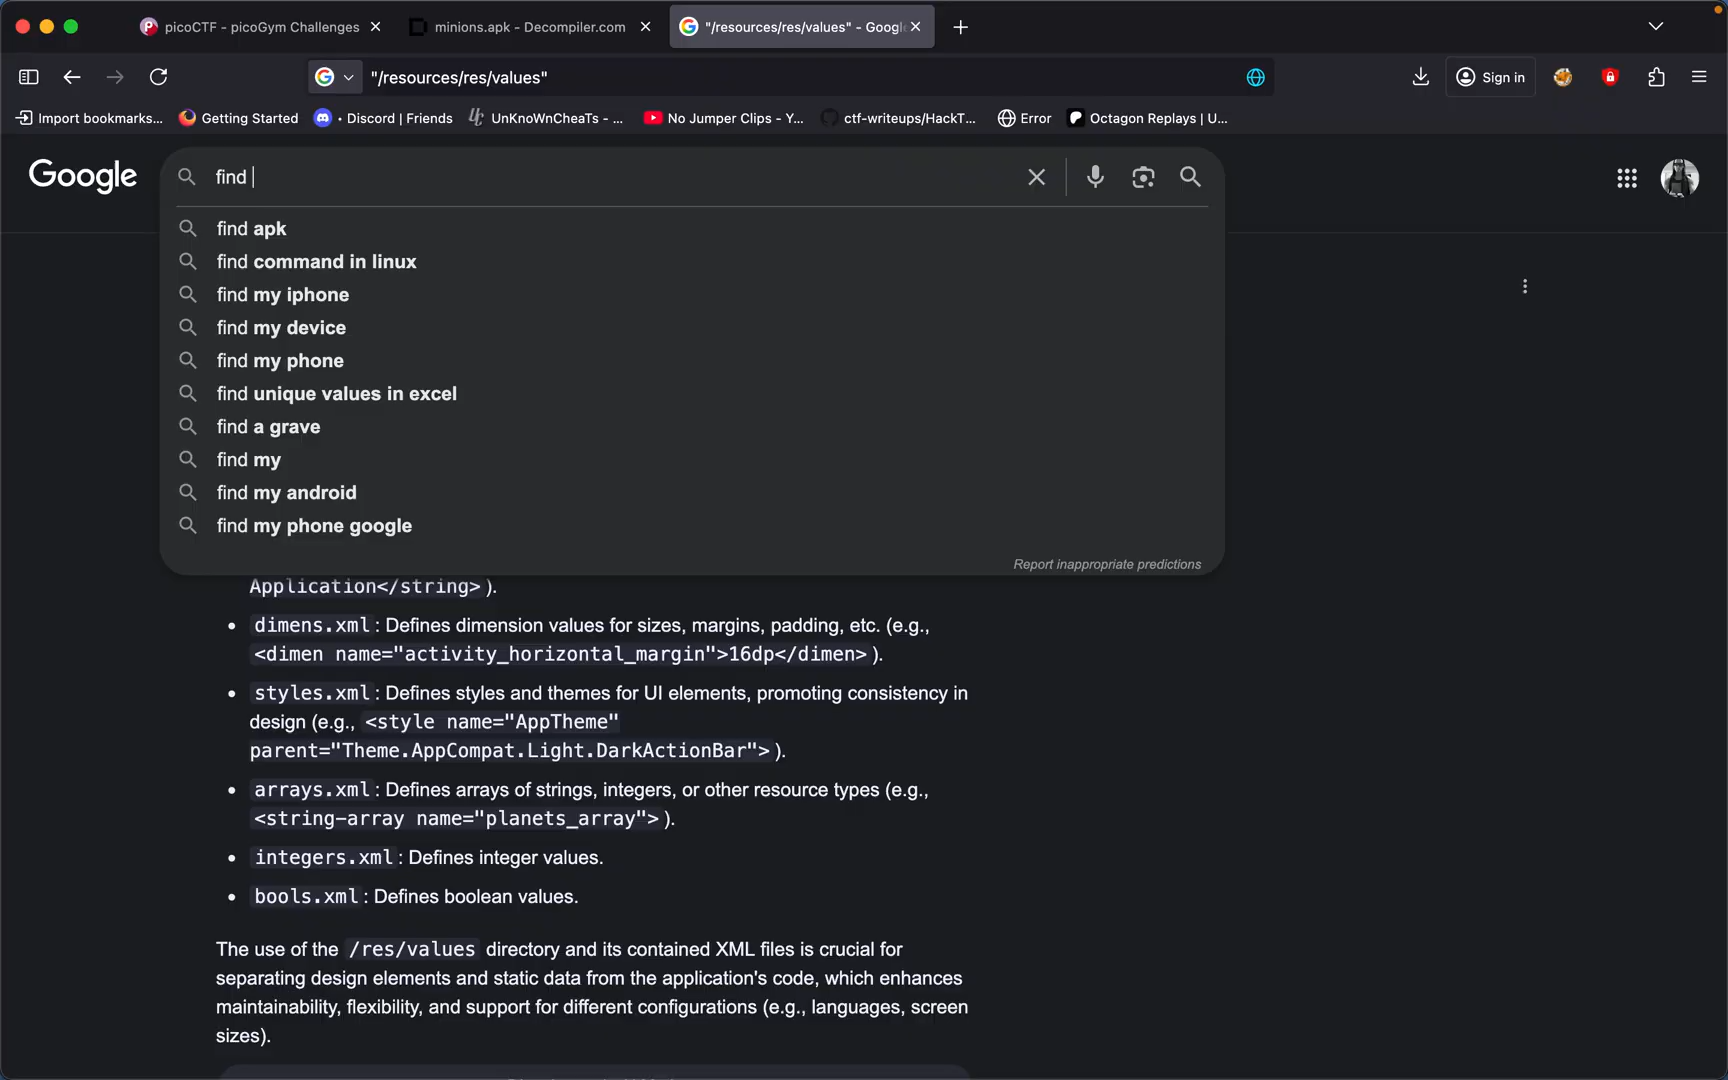 picoCTF - picoGym Challenges
minions.apk - Decompiler.com
"/resources/res/values" - Googl
"/resources/res/values"
Sign in
Import bookmarks...
Getting Started
• Discord | Friends
UnKnoWnCheaTs - ...
No Jumper Clips - Y...
ctf-writeups/HackT...
Error
Octagon Replays | U...
Google
find
find apk
find command in linux
find my iphone
find my device
find my phone
find unique values in excel
find a grave
find my
find my android
find my phone google
Report inappropriate predictions
Application</string> ).
• dimens.xml : Defines dimension values for sizes, margins, padding, etc. (e.g.,
<dimen name="activity_horizontal_margin">16dp</dimen> ).
• styles.xml : Defines styles and themes for UI elements, promoting consistency in
design (e.g., <style name="AppTheme"
parent="Theme.AppCompat.Light.DarkActionBar"> ).
• arrays.xml : Defines arrays of strings, integers, or other resource types (e.g.,
<string-array name="planets_array"> ).
• integers.xml : Defines integer values.
• bools.xml : Defines boolean values.
The use of the /res/values directory and its contained XML files is crucial for
separating design elements and static data from the application's code, which enhances
maintainability, flexibility, and support for different configurations (e.g., languages, screen
sizes).